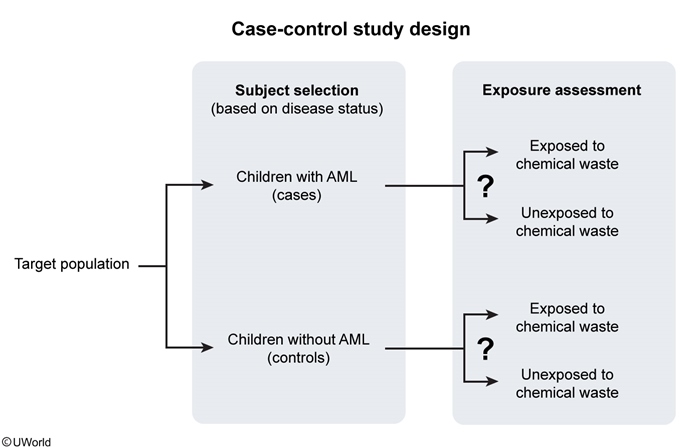 Case-control study design
Subject selection
(based on disease status)
Exposure assessment
Children with AML
(cases)
?
Exposed to
chemical waste
Unexposed to
chemical waste
Target population
Children without AML
(controls)
?
Exposed to
chemical waste
Unexposed to
chemical waste
©UWorld